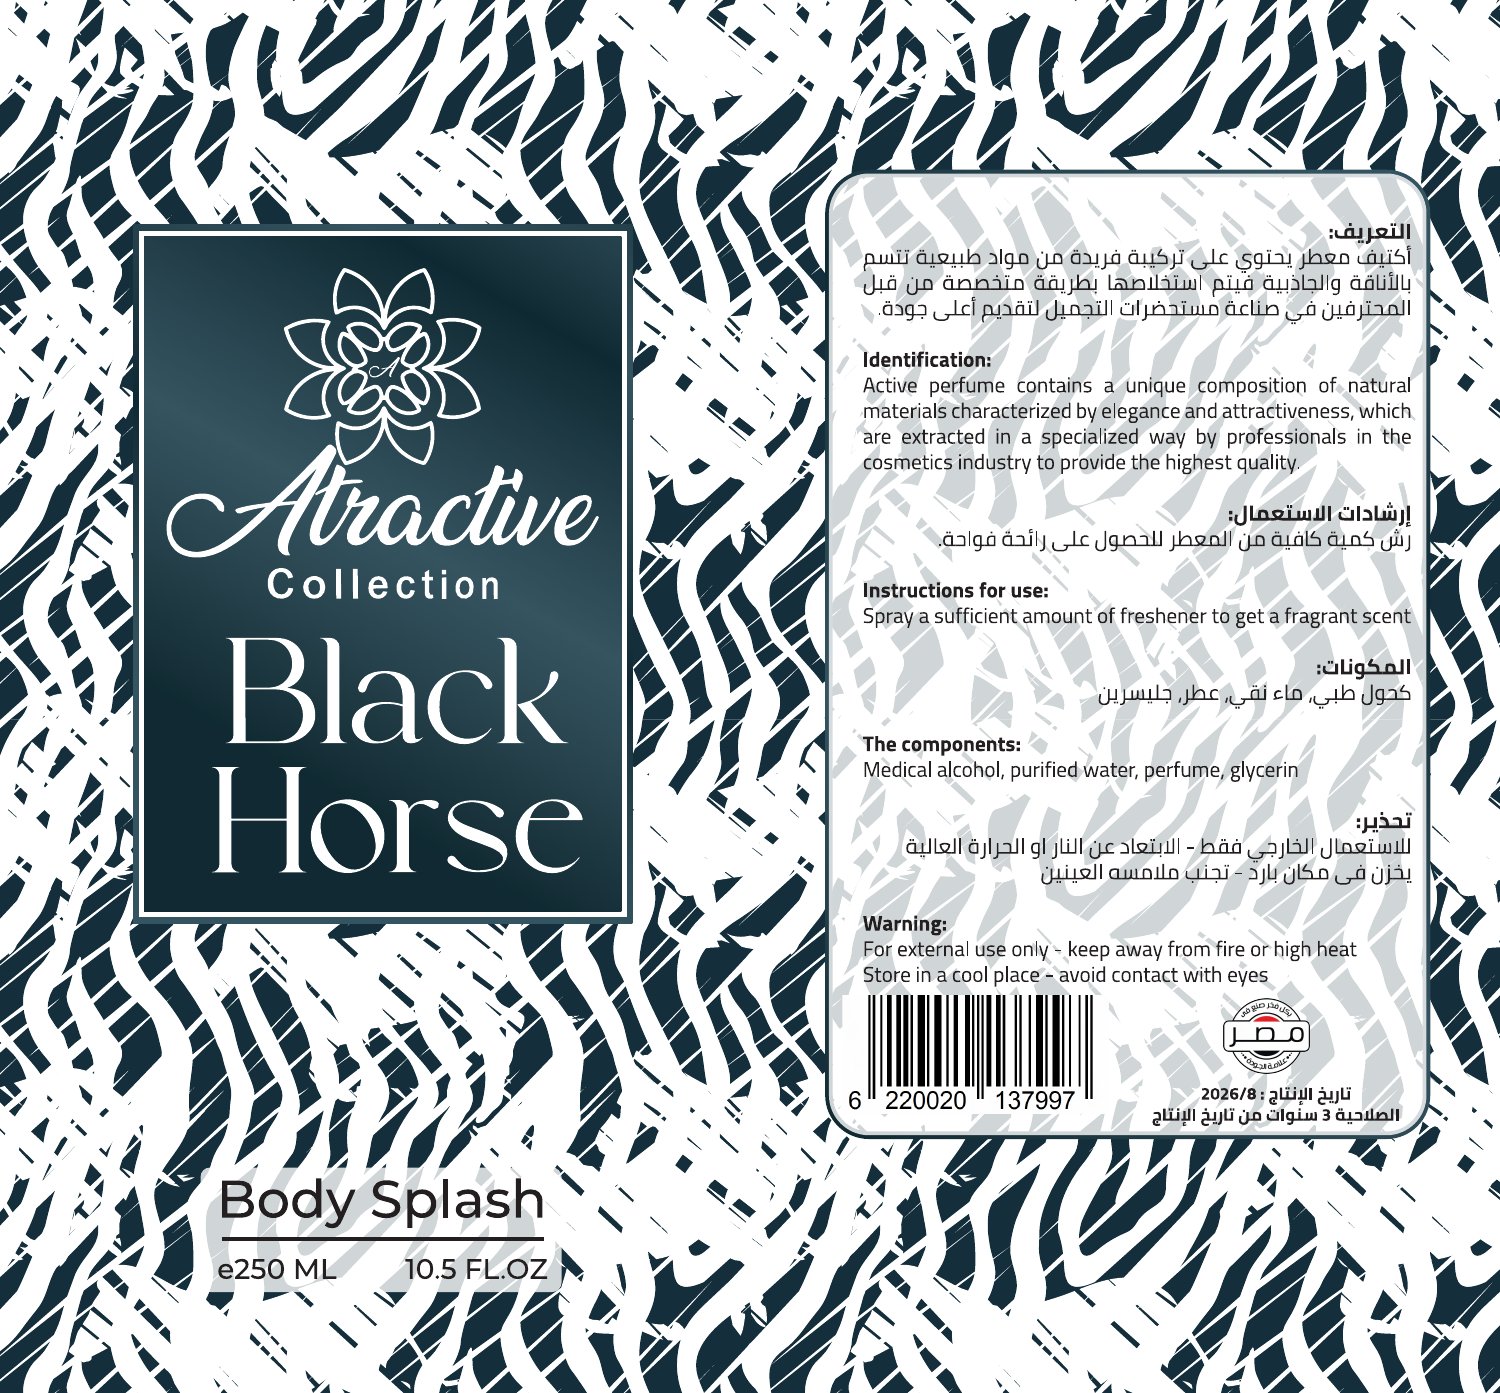 A
Atractive
Collection
Black
Horse
Body Splash
e250 ML 10.5 FL.OZ
التعريف:
أكتيف معطر يحتوي على تركيبة فريدة من مواد طبيعية تتسم
بالأناقة والجاذبية فيتم استخلاصها بطريقة متخصصة من قبل
المحترفين في صناعة مستحضرات التجميل لتقديم أعلى جودة.
Identification:
Active perfume contains a unique composition of natural
materials characterized by elegance and attractiveness, which
are extracted in a specialized way by professionals in the
cosmetics industry to provide the highest quality.
إرشادات الاستعمال:
رش كمية كافية من المعطر للحصول على رائحة فواحة.
Instructions for use:
Spray a sufficient amount of freshener to get a fragrant scent
المكونات:
كحول طبي, ماء نقي, عطر, جليسرين
The components:
Medical alcohol, purified water, perfume, glycerin
تحذير:
للاستعمال الخارجي فقط - الابتعاد عن النار او الحرارة العالية
يخزن فى مكان بارد - تجنب ملامسه العينين
Warning:
For external use only - keep away from fire or high heat
Store in a cool place - avoid contact with eyes
6 220020 137997
بكل فخر صنع في
مصر
علامة الجودة
تاريخ الإنتاج : 2026/8
الصلاحية 3 سنوات من تاريخ الإنتاج